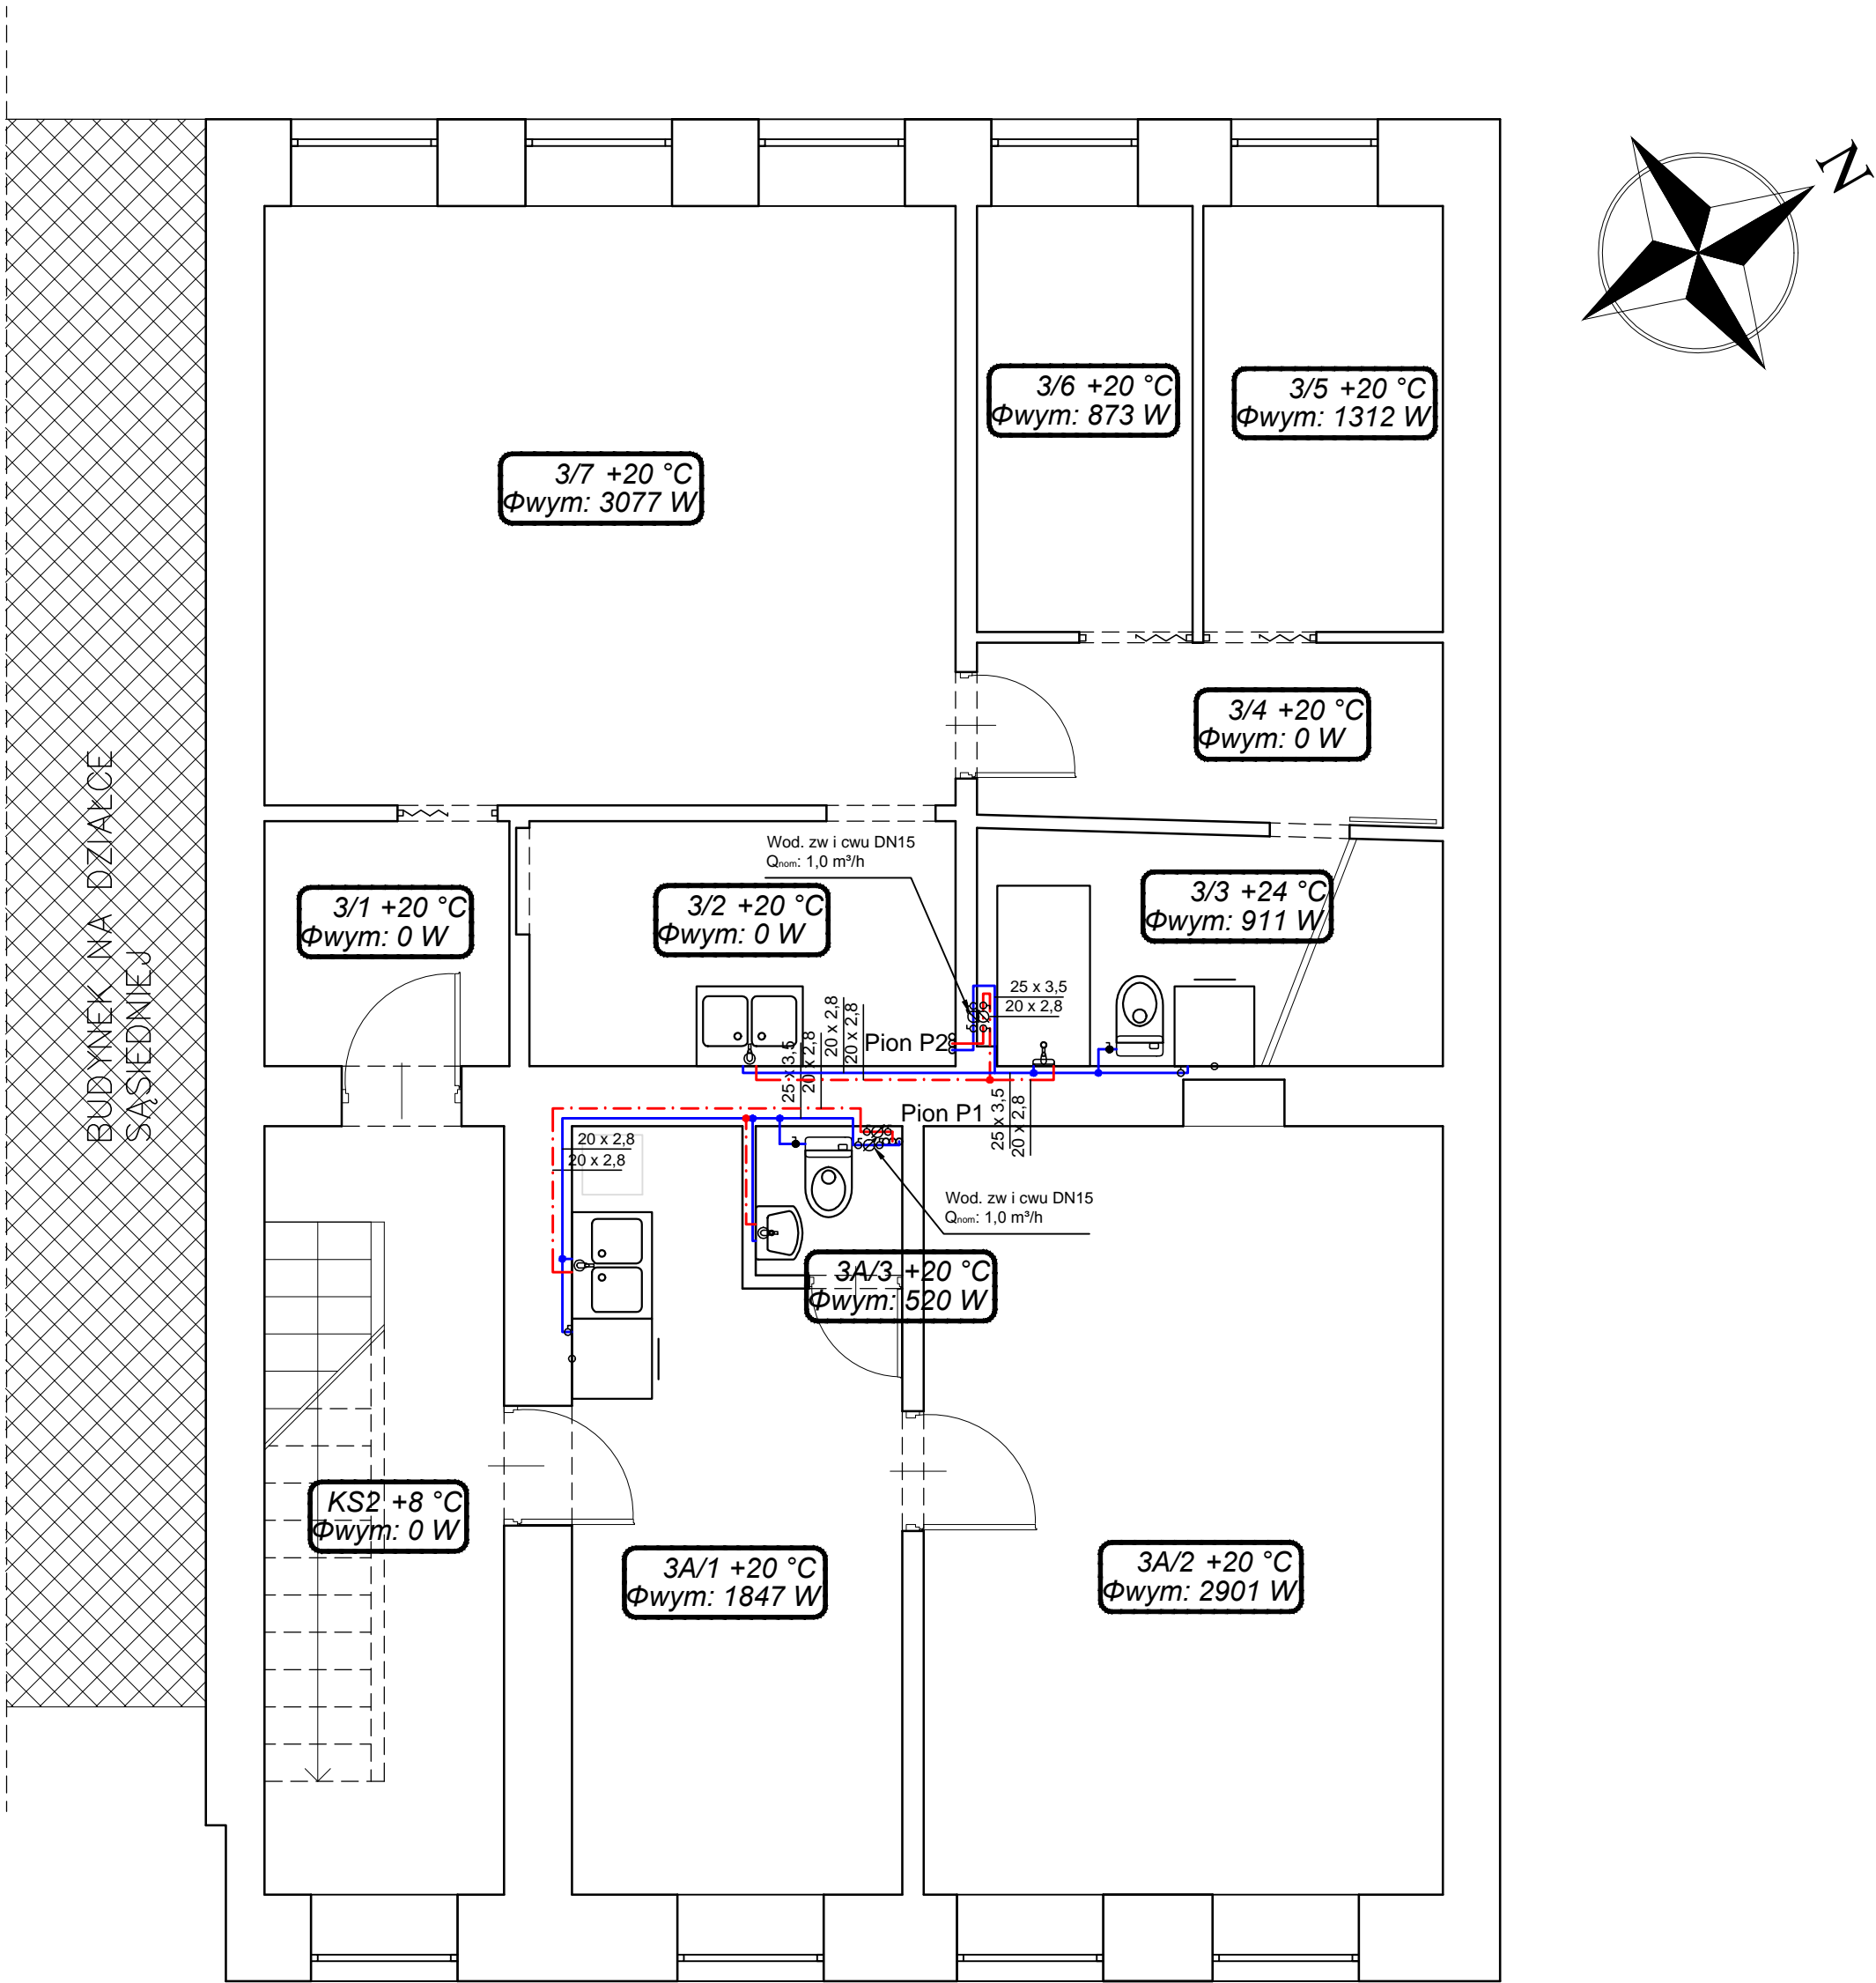 N
3/6 +20 °C
Φwym: 873 W
3/5 +20 °C
Φwym: 1312 W
3/7 +20 °C
Φwym: 3077 W
3/4 +20 °C
Φwym: 0 W
BUDYNEK NA DZIAŁCE
SĄSIEDNIEJ
Wod. zw i cwu DN15
Qnom: 1,0 m³/h
3/1 +20 °C
Φwym: 0 W
3/2 +20 °C
Φwym: 0 W
3/3 +24 °C
Φwym: 911 W
25 x 3,5
20 x 2,8
20 x 2,8
20 x 2,8
Pion P2
25 x 3,5
20 x 2,8
Pion P1
25 x 3,5
20 x 2,8
20 x 2,8
20 x 2,8
Wod. zw i cwu DN15
Qnom: 1,0 m³/h
3A/3 +20 °C
Φwym: 520 W
KS2 +8 °C
Φwym: 0 W
3A/1 +20 °C
Φwym: 1847 W
3A/2 +20 °C
Φwym: 2901 W